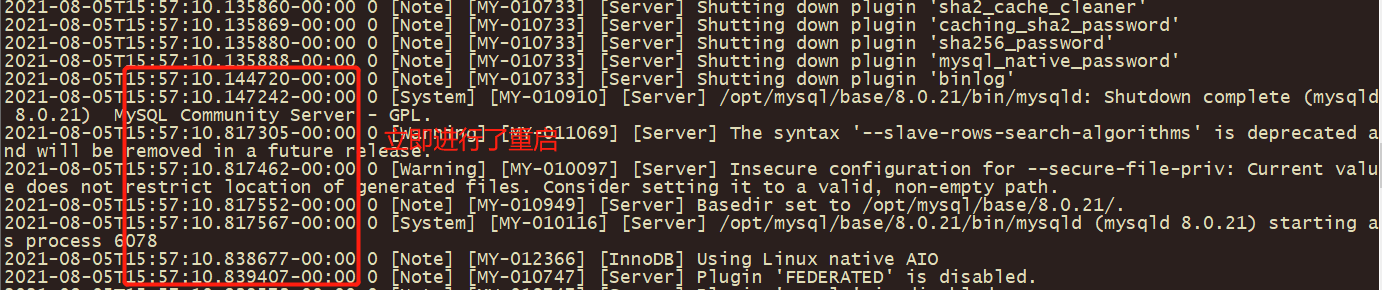 2021-08-05T15:57:10.135860-00:00 0 [Note] [MY-010733] [Server] Shutting down plugin 'sha2_cache_cleaner'
2021-08-05T15:57:10.135869-00:00 0 [Note] [MY-010733] [Server] Shutting down plugin 'caching_sha2_password'
2021-08-05T15:57:10.135880-00:00 0 [Note] [MY-010733] [Server] Shutting down plugin 'sha256_password'
2021-08-05T15:57:10.135888-00:00 0 [Note] [MY-010733] [Server] Shutting down plugin 'mysql_native_password'
2021-08-05T15:57:10.144720-00:00 0 [Note] [MY-010733] [Server] Shutting down plugin 'binlog'
2021-08-05T15:57:10.147242-00:00 0 [System] [MY-010910] [Server] /opt/mysql/base/8.0.21/bin/mysqld: Shutdown complete (mysqld
8.0.21)  MySQL Community Server - GPL.
2021-08-05T15:57:10.817305-00:00 0 [Warning] [MY-011069] [Server] The syntax '--slave-rows-search-algorithms' is deprecated a
立即进行了重启
nd will be removed in a future release.
2021-08-05T15:57:10.817462-00:00 0 [Warning] [MY-010097] [Server] Insecure configuration for --secure-file-priv: Current valu
e does not restrict location of generated files. Consider setting it to a valid, non-empty path.
2021-08-05T15:57:10.817552-00:00 0 [Note] [MY-010949] [Server] Basedir set to /opt/mysql/base/8.0.21/.
2021-08-05T15:57:10.817567-00:00 0 [System] [MY-010116] [Server] /opt/mysql/base/8.0.21/bin/mysqld (mysqld 8.0.21) starting a
s process 6078
2021-08-05T15:57:10.838677-00:00 0 [Note] [MY-012366] [InnoDB] Using Linux native AIO
2021-08-05T15:57:10.839407-00:00 0 [Note] [MY-010747] [Server] Plugin 'FEDERATED' is disabled.